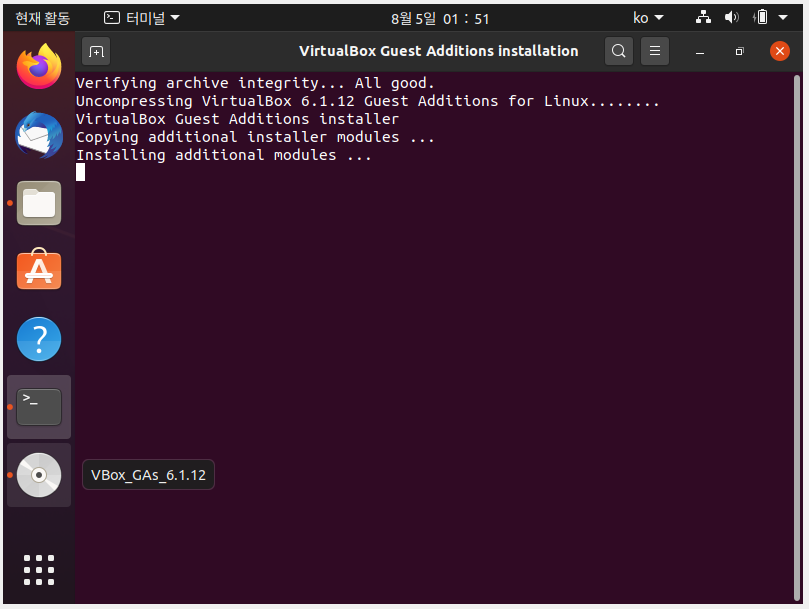 현재 활동
터미널
8월 5일 01 : 51
ko
VirtualBox Guest Additions installation
Verifying archive integrity... All good.
Uncompressing VirtualBox 6.1.12 Guest Additions for Linux........
VirtualBox Guest Additions installer
Copying additional installer modules ...
Installing additional modules ...
>_
VBox_GAs_6.1.12